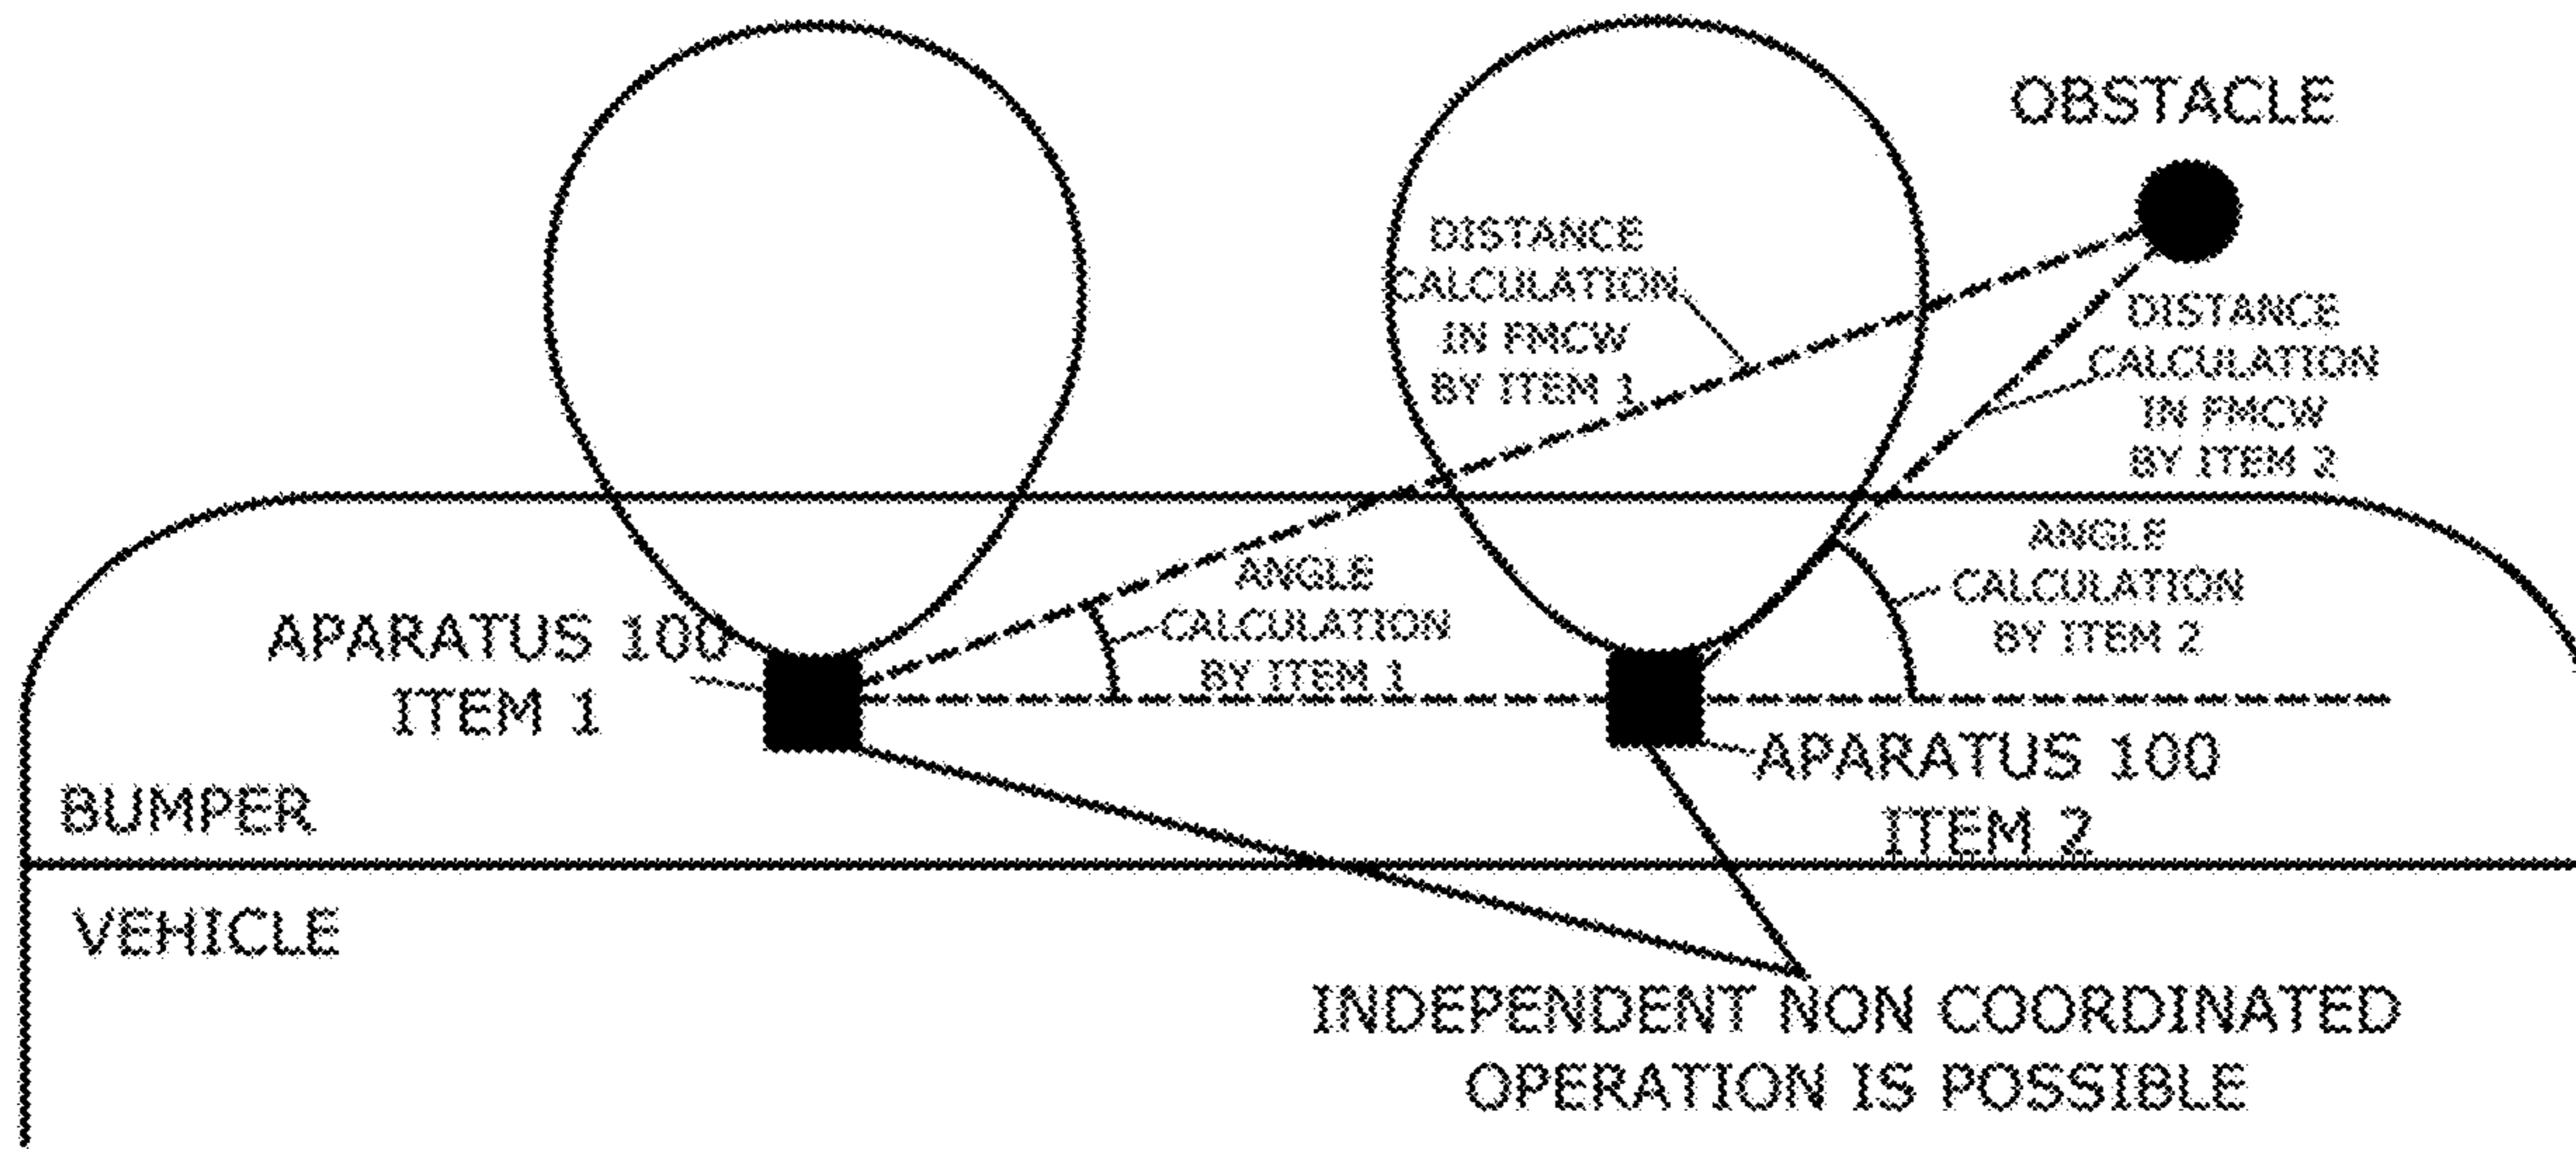 OBSTACLE
DISTANCE
CALCULATION
IN FMCW
BY ITEM 1
DISTANCE
CALCULATION
IN FMCW
BY ITEM 2
ANGLE
CALCULATION
BY ITEM 1
ANGLE
CALCULATION
BY ITEM 2
APARATUS 100
ITEM 1
APARATUS 100
ITEM 2
BUMPER
VEHICLE
INDEPENDENT NON COORDINATED
OPERATION IS POSSIBLE